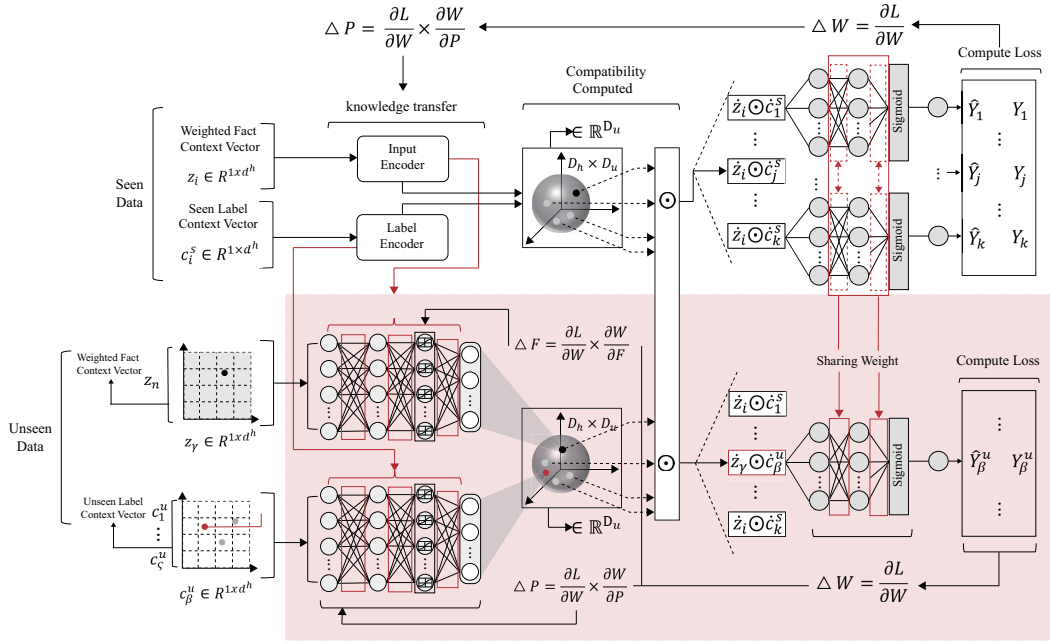 △ P = ∂L/∂W × ∂W/∂P
△ W = ∂L/∂W
Compute Loss
Compatibility
Computed
knowledge transfer
Seen
Data
Weighted Fact
Context Vector
z_i ∈ R^{1xd^h}
Input
Encoder
Seen Label
Context Vector
c_i^s ∈ R^{1×d^h}
Label
Encoder
∈ ℝ^{D_u}
D_h × D_u
⊙
ż_i ⊙ ċ_1^s
⋮
ż_i ⊙ ċ_j^s
⋮
ż_i ⊙ ċ_k^s
Sigmoid
Sigmoid
Ŷ_1 Y_1
⋮ ⋮
Ŷ_j Y_j
⋮ ⋮
Ŷ_k Y_k
Unseen
Data
Weighted Fact
Context Vector
z_n
z_γ ∈ R^{1xd^h}
Unseen Label
Context Vector
c_1^u
⋮
c_ς^u
c_β^u ∈ R^{1xd^h}
△ F = ∂L/∂W × ∂W/∂F
D_h × D_u
∈ ℝ^{D_u}
△ P = ∂L/∂W × ∂W/∂P
⊙
ż_i ⊙ ċ_1^s
⋮
ż_γ ⊙ ċ_β^u
⋮
ż_i ⊙ ċ_k^s
Sharing Weight
Sigmoid
Compute Loss
⋮ ⋮
Ŷ_β^u Y_β^u
⋮ ⋮
△ W = ∂L/∂W